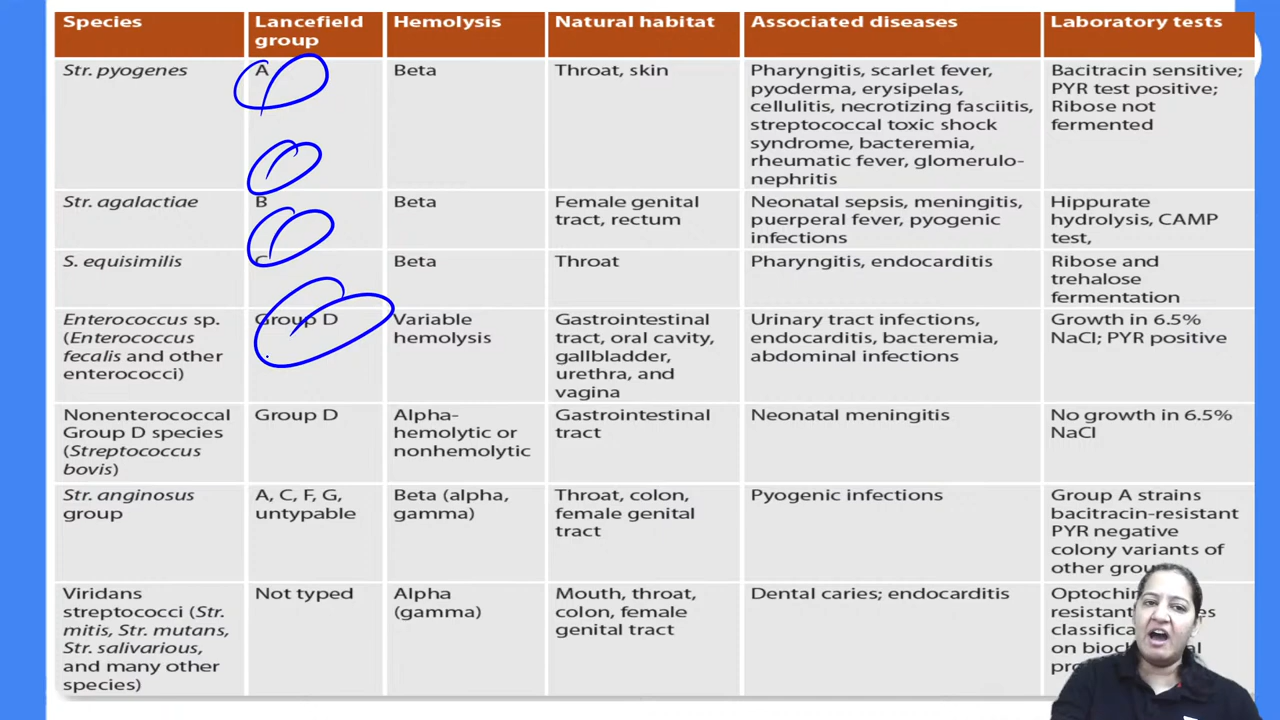 Species
Lancefield
group
Hemolysis
Natural habitat
Associated diseases
Laboratory tests
Str. pyogenes
A
Beta
Throat, skin
Pharyngitis, scarlet fever,
pyoderma, erysipelas,
cellulitis, necrotizing fasciitis,
streptococcal toxic shock
syndrome, bacteremia,
rheumatic fever, glomerulo-
nephritis
Bacitracin sensitive;
PYR test positive;
Ribose not
fermented
Str. agalactiae
B
Beta
Female genital
tract, rectum
Neonatal sepsis, meningitis,
puerperal fever, pyogenic
infections
Hippurate
hydrolysis, CAMP
test,
S. equisimilis
C
Beta
Throat
Pharyngitis, endocarditis
Ribose and
trehalose
fermentation
Enterococcus sp.
(Enterococcus
fecalis and other
enterococci)
Group D
Variable
hemolysis
Gastrointestinal
tract, oral cavity,
gallbladder,
urethra, and
vagina
Urinary tract infections,
endocarditis, bacteremia,
abdominal infections
Growth in 6.5%
NaCl; PYR positive
Nonenterococcal
Group D species
(Streptococcus
bovis)
Group D
Alpha-
hemolytic or
nonhemolytic
Gastrointestinal
tract
Neonatal meningitis
No growth in 6.5%
NaCl
Str. anginosus
group
A, C, F, G,
untypable
Beta (alpha,
gamma)
Throat, colon,
female genital
tract
Pyogenic infections
Group A strains
bacitracin-resistant
PYR negative
colony variants of
other
Viridans
streptococci (Str.
mitis, Str. mutans,
Str. salivarious,
and many other
species)
Not typed
Alpha
(gamma)
Mouth, throat,
colon, female
genital tract
Dental caries; endocarditis
resistant
on